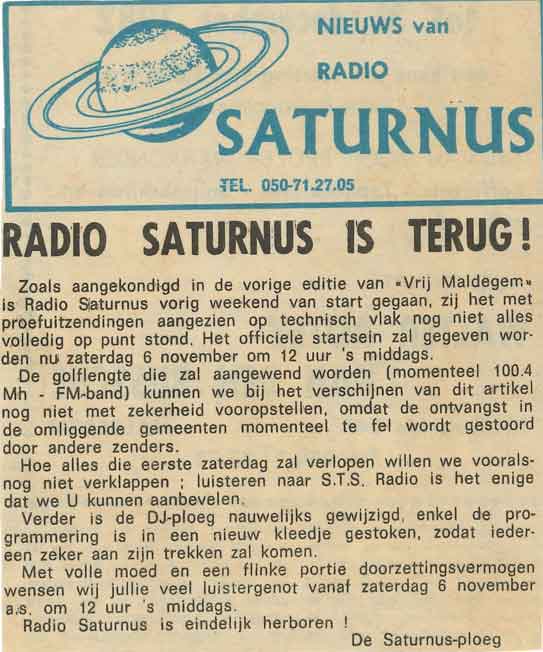 NIEUWS van
RADIO
SATURNUS
TEL. 050-71.27.05
RADIO SATURNUS IS TERUG!
Zoals aangekondigd in de vorige editie van «Vrij Maldegem»
is Radio Saturnus vorig weekend van start gegaan, zij het met
proefuitzendingen aangezien op technisch vlak nog niet alles
volledig op punt stond. Het officiele startsein zal gegeven wor-
den nu zaterdag 6 november om 12 uur 's middags.
De golflengte die zal aangewend worden (momenteel 100.4
Mh - FM-band) kunnen we bij het verschijnen van dit artikel
nog niet met zekerheid vooropstellen, omdat de ontvangst in
de omliggende gemeenten momenteel te fel wordt gestoord
door andere zenders.
Hoe alles die eerste zaterdag zal verlopen willen we voorals-
nog niet verklappen ; luisteren naar S.T.S. Radio is het enige
dat we U kunnen aanbevelen.
Verder is de DJ-ploeg nauwelijks gewijzigd, enkel de pro-
grammering is in een nieuw kleedje gestoken, zodat ieder-
een zeker aan zijn trekken zal komen.
Met volle moed en een flinke portie doorzettingsvermogen
wensen wij jullie veel luistergenot vanaf zaterdag 6 november
a.s. om 12 uur 's middags.
Radio Saturnus is eindelijk herboren !
De Saturnus-ploeg